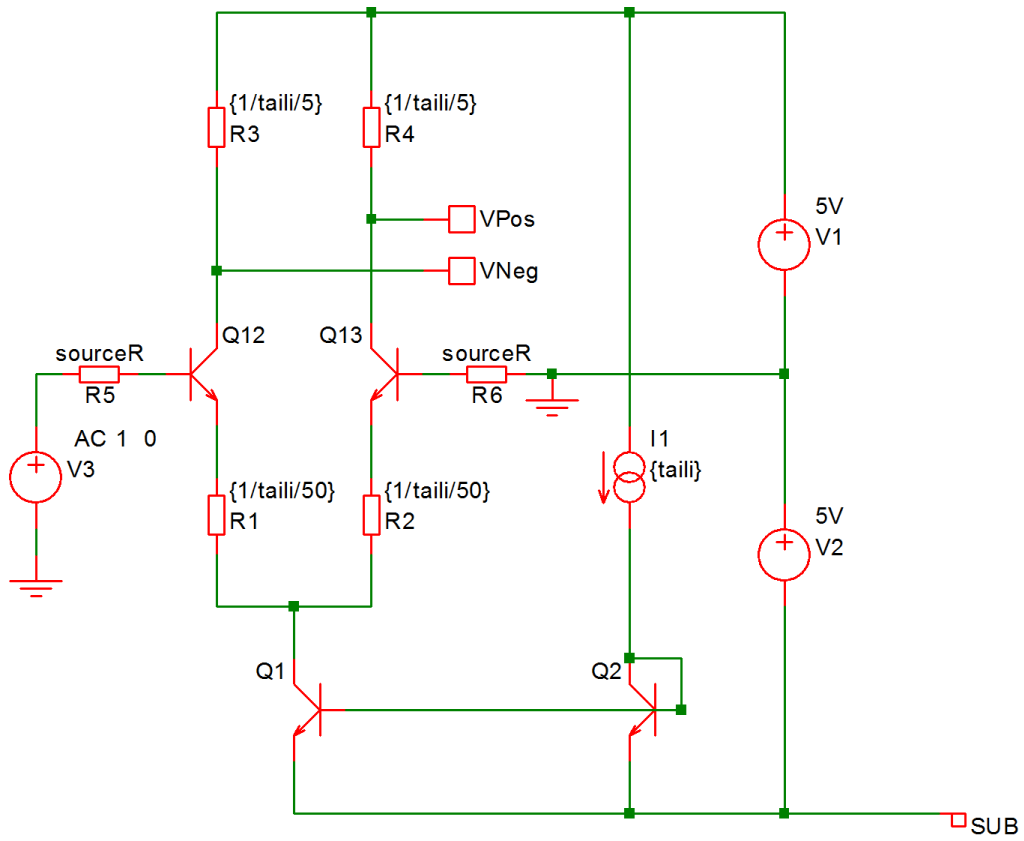 {1/taili/5}
R3
{1/taili/5}
R4
5V
V1
VPos
VNeg
Q12
Q13
sourceR
R5
sourceR
R6
AC 1 0
V3
I1
{taili}
{1/taili/50}
R1
{1/taili/50}
R2
5V
V2
Q1
Q2
SUB